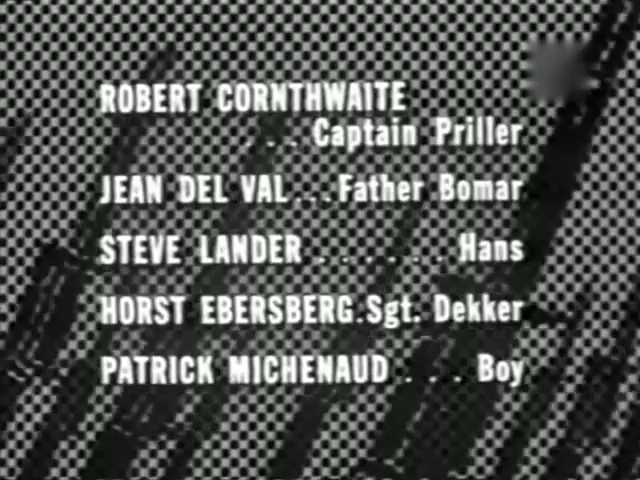 ROBERT CORNTHWAITE
. . . Captain Priller
JEAN DEL VAL...Father Bomar
STEVE LANDER . . . . . . Hans
HORST EBERSBERG.Sgt. Dekker
PATRICK MICHENAUD . . . Boy